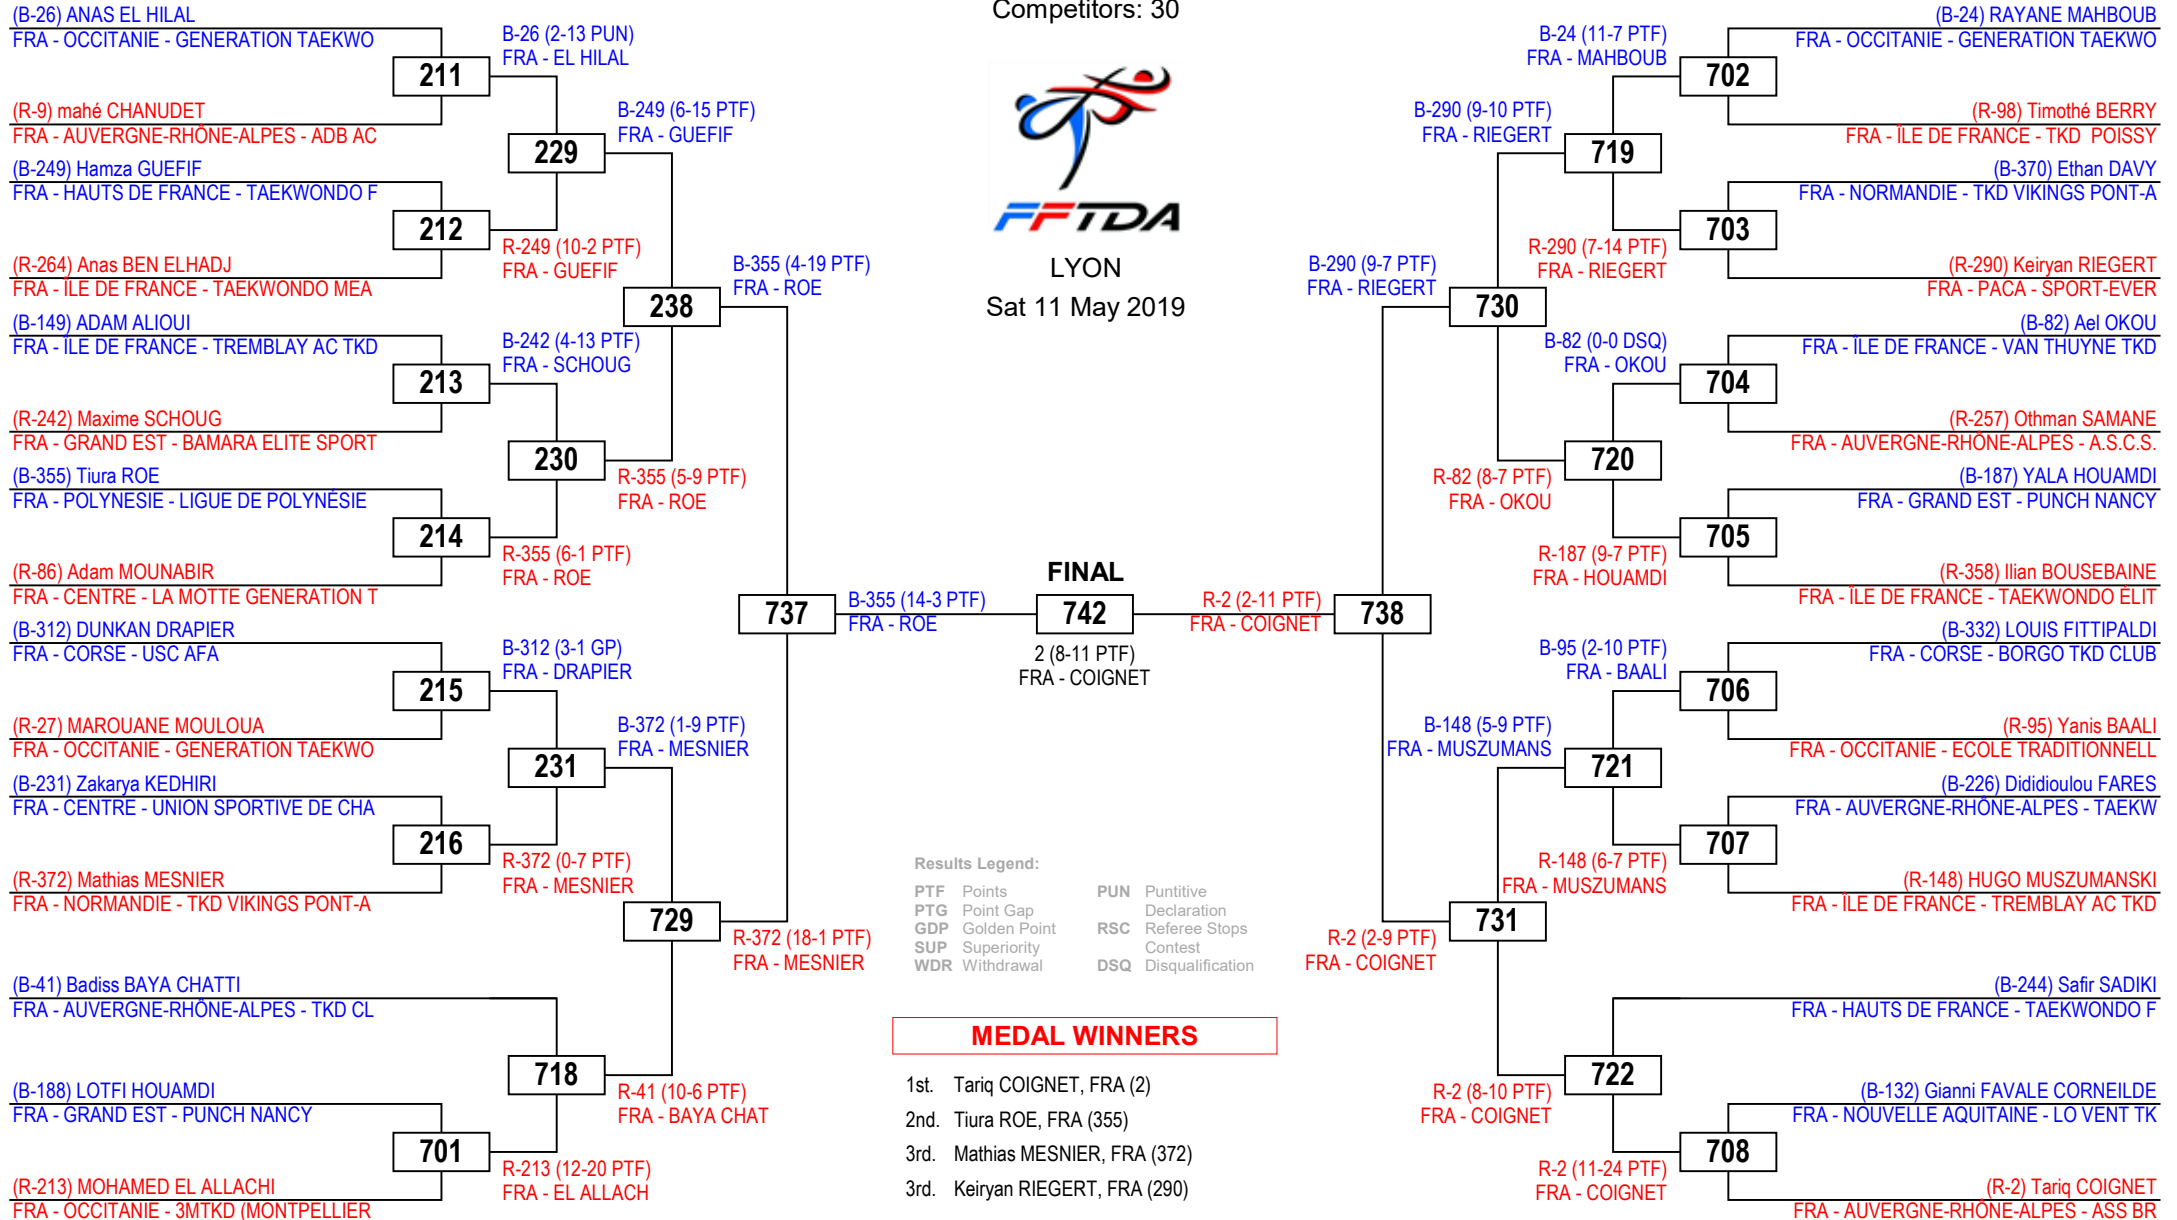 Competitors: 30
FFTDA
LYON
Sat 11 May 2019
(B-26) ANAS EL HILAL
FRA - OCCITANIE - GENERATION TAEKWO
211
(R-9) mahé CHANUDET
FRA - AUVERGNE-RHÔNE-ALPES - ADB AC
(B-249) Hamza GUEFIF
FRA - HAUTS DE FRANCE - TAEKWONDO F
212
(R-264) Anas BEN ELHADJ
FRA - ÎLE DE FRANCE - TAEKWONDO MEA
(B-149) ADAM ALIOUI
FRA - ÎLE DE FRANCE - TREMBLAY AC TKD
213
(R-242) Maxime SCHOUG
FRA - GRAND EST - BAMARA ELITE SPORT
(B-355) Tiura ROE
FRA - POLYNESIE - LIGUE DE POLYNÉSIE
214
(R-86) Adam MOUNABIR
FRA - CENTRE - LA MOTTE GENERATION T
(B-312) DUNKAN DRAPIER
FRA - CORSE - USC AFA
215
(R-27) MAROUANE MOULOUA
FRA - OCCITANIE - GENERATION TAEKWO
(B-231) Zakarya KEDHIRI
FRA - CENTRE - UNION SPORTIVE DE CHA
216
(R-372) Mathias MESNIER
FRA - NORMANDIE - TKD VIKINGS PONT-A
(B-41) Badiss BAYA CHATTI
FRA - AUVERGNE-RHÔNE-ALPES - TKD CL
(B-188) LOTFI HOUAMDI
FRA - GRAND EST - PUNCH NANCY
701
(R-213) MOHAMED EL ALLACHI
FRA - OCCITANIE - 3MTKD (MONTPELLIER
B-26 (2-13 PUN)
FRA - EL HILAL
229
R-249 (10-2 PTF)
FRA - GUEFIF
B-242 (4-13 PTF)
FRA - SCHOUG
230
R-355 (6-1 PTF)
FRA - ROE
B-312 (3-1 GP)
FRA - DRAPIER
231
R-372 (0-7 PTF)
FRA - MESNIER
718
R-213 (12-20 PTF)
FRA - EL ALLACH
B-249 (6-15 PTF)
FRA - GUEFIF
238
R-355 (5-9 PTF)
FRA - ROE
B-372 (1-9 PTF)
FRA - MESNIER
729
R-41 (10-6 PTF)
FRA - BAYA CHAT
B-355 (4-19 PTF)
FRA - ROE
737
R-372 (18-1 PTF)
FRA - MESNIER
B-355 (14-3 PTF)
FRA - ROE
FINAL
742
2 (8-11 PTF)
FRA - COIGNET
R-2 (2-11 PTF)
FRA - COIGNET
B-290 (9-7 PTF)
FRA - RIEGERT
738
R-2 (2-9 PTF)
FRA - COIGNET
B-290 (9-10 PTF)
FRA - RIEGERT
730
R-82 (8-7 PTF)
FRA - OKOU
B-148 (5-9 PTF)
FRA - MUSZUMANS
731
R-2 (8-10 PTF)
FRA - COIGNET
B-24 (11-7 PTF)
FRA - MAHBOUB
719
R-290 (7-14 PTF)
FRA - RIEGERT
B-82 (0-0 DSQ)
FRA - OKOU
720
R-187 (9-7 PTF)
FRA - HOUAMDI
B-95 (2-10 PTF)
FRA - BAALI
721
R-148 (6-7 PTF)
FRA - MUSZUMANS
722
R-2 (11-24 PTF)
FRA - COIGNET
(B-24) RAYANE MAHBOUB
FRA - OCCITANIE - GENERATION TAEKWO
702
(R-98) Timothé BERRY
FRA - ÎLE DE FRANCE - TKD POISSY
(B-370) Ethan DAVY
FRA - NORMANDIE - TKD VIKINGS PONT-A
703
(R-290) Keiryan RIEGERT
FRA - PACA - SPORT-EVER
(B-82) Ael OKOU
FRA - ÎLE DE FRANCE - VAN THUYNE TKD
704
(R-257) Othman SAMANE
FRA - AUVERGNE-RHÔNE-ALPES - A.S.C.S.
(B-187) YALA HOUAMDI
FRA - GRAND EST - PUNCH NANCY
705
(R-358) Ilian BOUSEBAINE
FRA - ÎLE DE FRANCE - TAEKWONDO ÉLIT
(B-332) LOUIS FITTIPALDI
FRA - CORSE - BORGO TKD CLUB
706
(R-95) Yanis BAALI
FRA - OCCITANIE - ECOLE TRADITIONNELL
(B-226) Dididioulou FARES
FRA - AUVERGNE-RHÔNE-ALPES - TAEKW
707
(R-148) HUGO MUSZUMANSKI
FRA - ÎLE DE FRANCE - TREMBLAY AC TKD
(B-244) Safir SADIKI
FRA - HAUTS DE FRANCE - TAEKWONDO F
(B-132) Gianni FAVALE CORNEILDE
FRA - NOUVELLE AQUITAINE - LO VENT TK
708
(R-2) Tariq COIGNET
FRA - AUVERGNE-RHÔNE-ALPES - ASS BR
Results Legend:
PTF Points
PTG Point Gap
GDP Golden Point
SUP Superiority
WDR Withdrawal
PUN Puntitive
Declaration
RSC Referee Stops
Contest
DSQ Disqualification
MEDAL WINNERS
1st. Tariq COIGNET, FRA (2)
2nd. Tiura ROE, FRA (355)
3rd. Mathias MESNIER, FRA (372)
3rd. Keiryan RIEGERT, FRA (290)